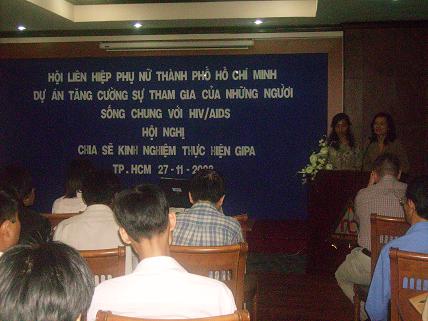 HỘI LIÊN HIỆP PHỤ NỮ THÀNH PHỐ HỒ CHÍ MINH
DỰ ÁN TĂNG CƯỜNG SỰ THAM GIA CỦA NHỮNG NGƯỜI
SỐNG CHUNG VỚI HIV/AIDS
HỘI NGHỊ
CHIA SẼ KINH NGHIỆM THỰC HIỆN GIPA
TP.HCM 27-11-